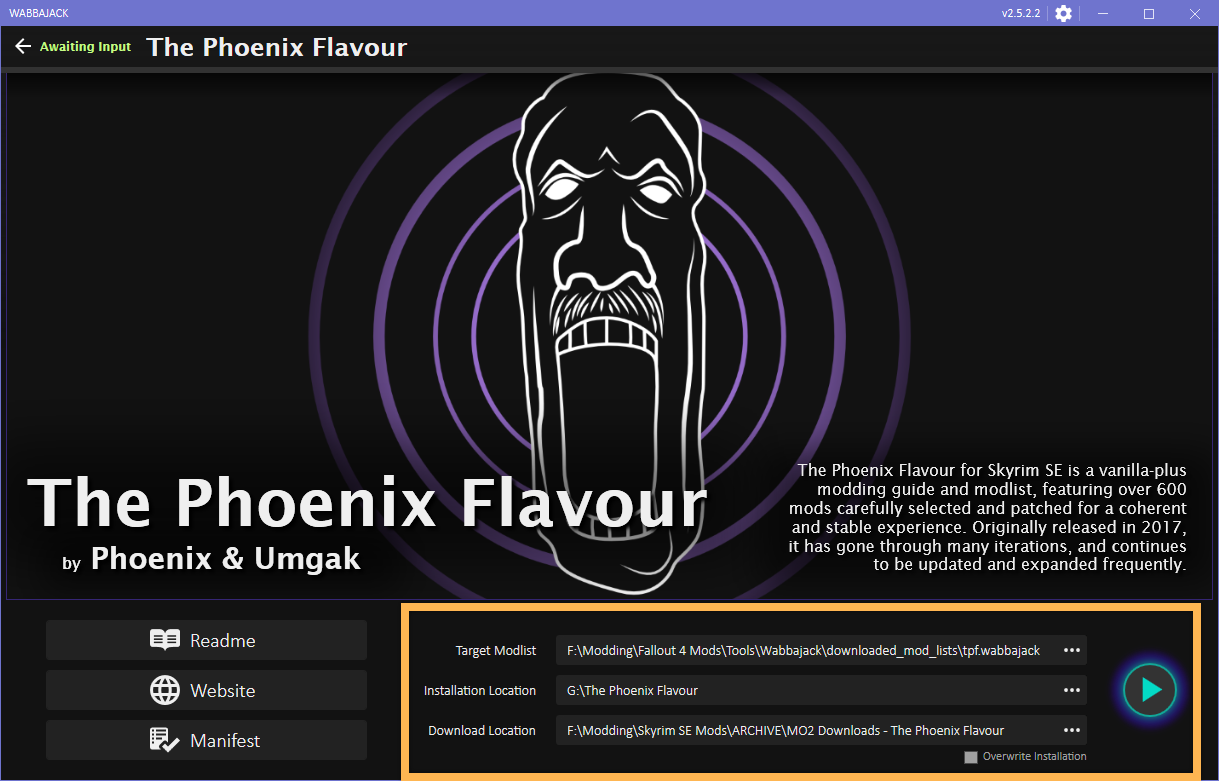 WABBAJACK
v2.5.2.2
Awaiting Input
The Phoenix Flavour
The Phoenix Flavour
by Phoenix & Umgak
The Phoenix Flavour for Skyrim SE is a vanilla-plus
modding guide and modlist, featuring over 600
mods carefully selected and patched for a coherent
and stable experience. Originally released in 2017,
it has gone through many iterations, and continues
to be updated and expanded frequently.
Readme
Website
Manifest
Target Modlist
F:\Modding\Fallout 4 Mods\Tools\Wabbajack\downloaded_mod_lists\tpf.wabbajack
Installation Location
G:\The Phoenix Flavour
Download Location
F:\Modding\Skyrim SE Mods\ARCHIVE\MO2 Downloads - The Phoenix Flavour
Overwrite Installation